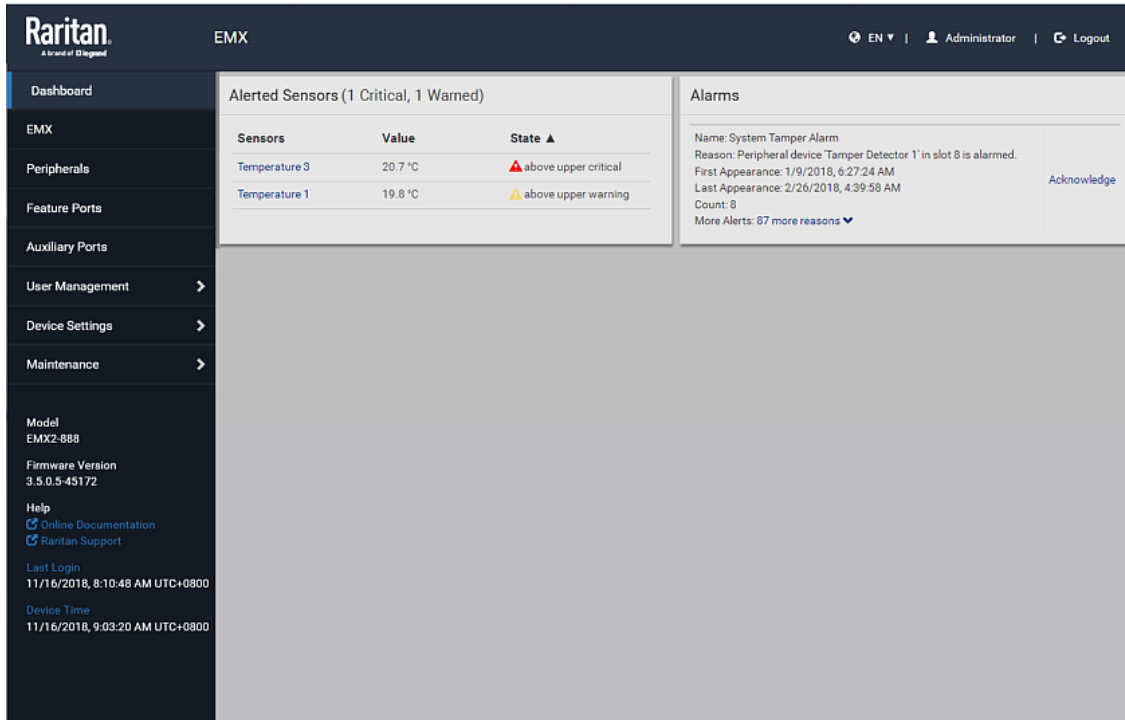 Raritan.
A brand of legrand
EMX
EN
|
Administrator
|
Logout
Dashboard
EMX
Peripherals
Feature Ports
Auxiliary Ports
User Management
Device Settings
Maintenance
Model
EMX2-888
Firmware Version
3.5.0.5-45172
Help
Online Documentation
Raritan Support
Last Login
11/16/2018, 8:10:48 AM UTC+0800
Device Time
11/16/2018, 9:03:20 AM UTC+0800
Alerted Sensors (1 Critical, 1 Warned)
Sensors Value State ▲
Temperature 3 20.7 °C above upper critical
Temperature 1 19.8 °C above upper warning
Alarms
Name: System Tamper Alarm
Reason: Peripheral device 'Tamper Detector 1' in slot 8 is alarmed.
First Appearance: 1/9/2018, 6:27:24 AM
Last Appearance: 2/26/2018, 4:39:58 AM
Count: 8
More Alerts: 87 more reasons
Acknowledge